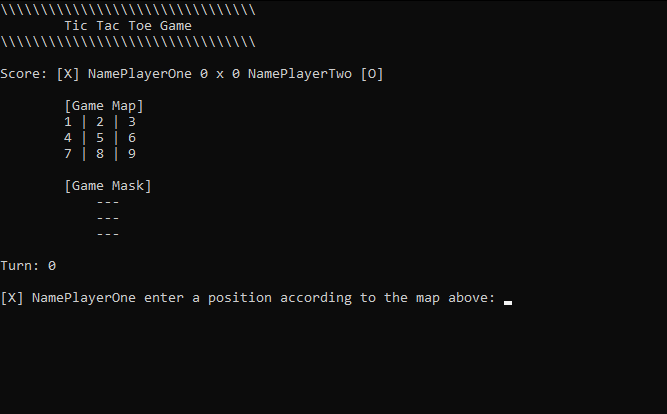 \\\\\\\\\\\\\\\\\\\\\\\\\\\\\\\\
Tic Tac Toe Game
\\\\\\\\\\\\\\\\\\\\\\\\\\\\\\\\
Score: [X] NamePlayerOne 0 x 0 NamePlayerTwo [O]
[Game Map]
1 | 2 | 3
4 | 5 | 6
7 | 8 | 9
[Game Mask]
---
---
---
Turn: 0
[X] NamePlayerOne enter a position according to the map above: _